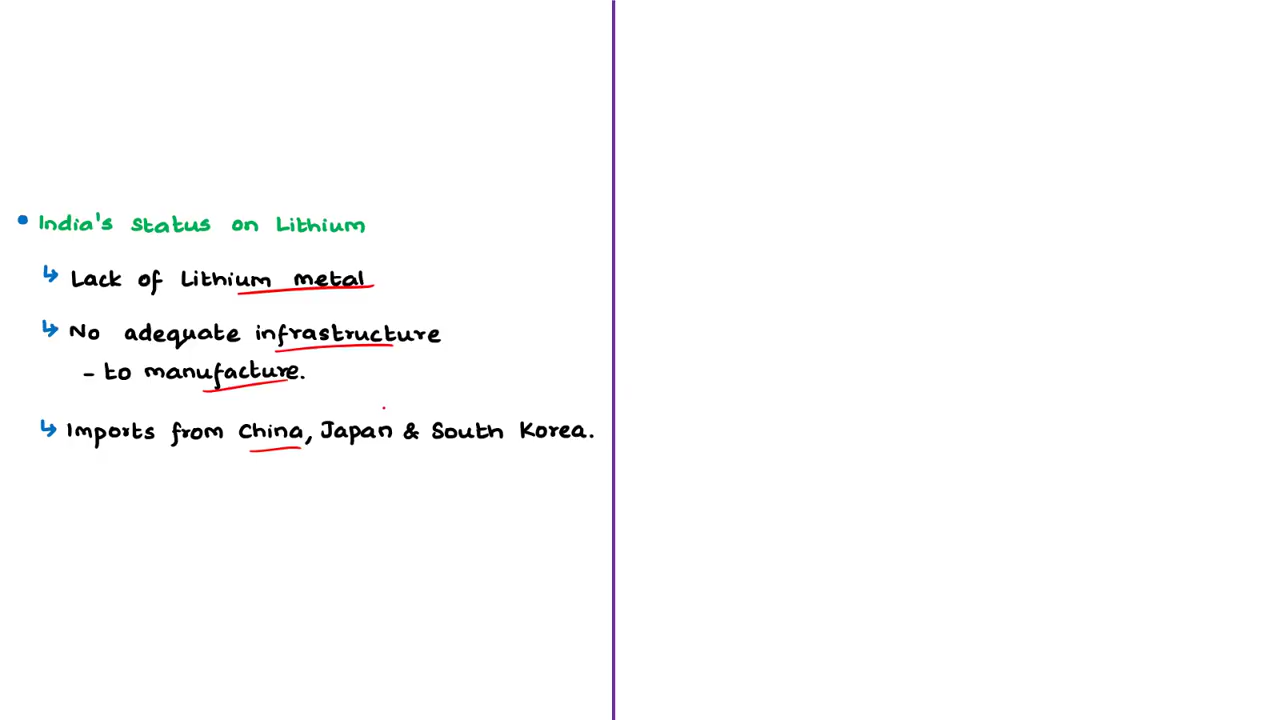 • India's status on Lithium
↳ Lack of Lithium metal
↳ No adequate infrastructure
- to manufacture.
↳ Imports from China, Japan & South Korea.